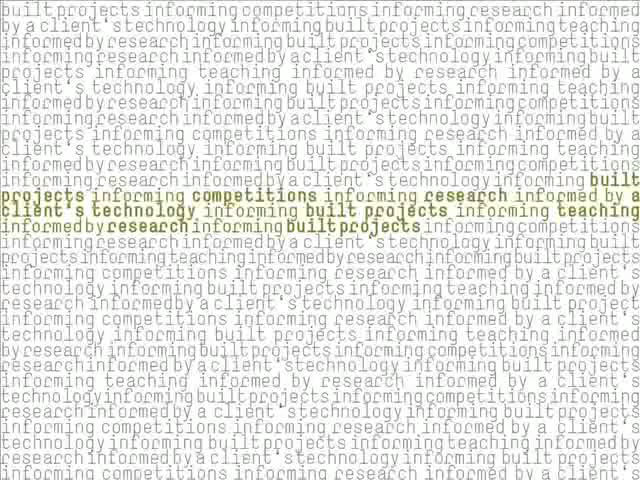 built projects informing competitions informing research informed
by a client's technology informing built projects informing teaching
informed by research informing built projects informing competitions
informing research informed by a client's technology informing built
projects informing teaching informed by research informed by a
client's technology informing built projects informing teaching
informed by research informing built projects informing competitions
informing research informed by a client's technology informing built
projects informing competitions informing research informed by a
client's technology informing built projects informing teaching
informed by research informing built projects informing competitions
informing research informed by a client's technology informing built
projects informing competitions informing research informed by a
client's technology informing built projects informing teaching
informed by research informing built projects informing competitions
informing research informed by a client's technology informing built
projects informing teaching informed by research informing built projects
informing competitions informing research informed by a client's
technology informing built projects informing teaching informed by
research informed by a client's technology informing built project
informing competitions informing research informed by a client's
technology informing built projects informing teaching informed
by research informing built projects informing competitions informing
research informed by a client's technology informing built projects
informing teaching informed by research informed by a client's
technology informing built projects informing competitions informing
research informed by a client's technology informing built projects
informing competitions informing research informed by a client's
technology informing built projects informing teaching informed
by research informed by a client's technology informing built projects
informing competitions informing research informed by a client's